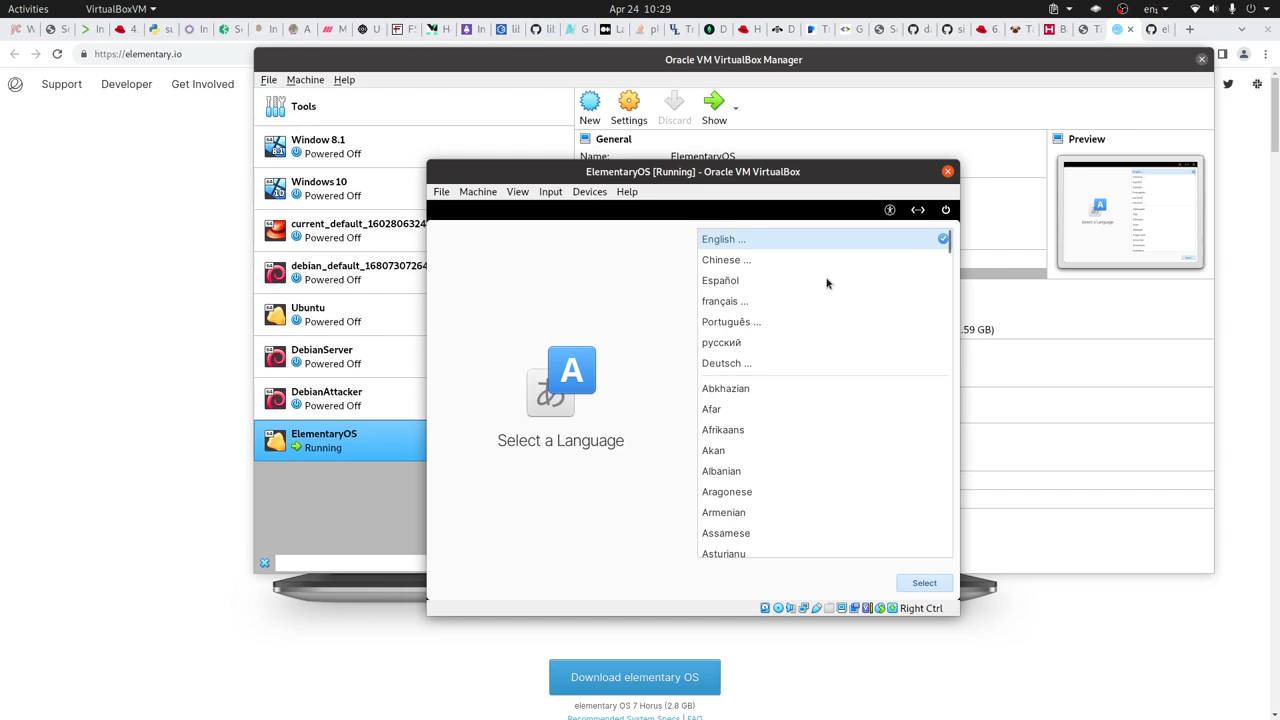 Activities
VirtualBoxVM
Apr 24 10:29
en
https://elementary.io
Support
Developer
Get Involved
Oracle VM VirtualBox Manager
File Machine Help
Tools
New
Settings
Discard
Show
Window 8.1
Powered Off
Windows 10
Powered Off
current_default_1602806324
Powered Off
debian_default_16807307264
Powered Off
Ubuntu
Powered Off
DebianServer
Powered Off
DebianAttacker
Powered Off
ElementaryOS
Running
General
Name: ElementaryOS
Preview
.59 GB)
ElementaryOS [Running] - Oracle VM VirtualBox
File Machine View Input Devices Help
Select a Language
English ...
Chinese ...
Español
français ...
Português ...
русский
Deutsch ...
Abkhazian
Afar
Afrikaans
Akan
Albanian
Aragonese
Armenian
Assamese
Asturianu
Select
Right Ctrl
Download elementary OS
elementary OS 7 Horus (2.8 GB)
Recommended System Specs | FAQ